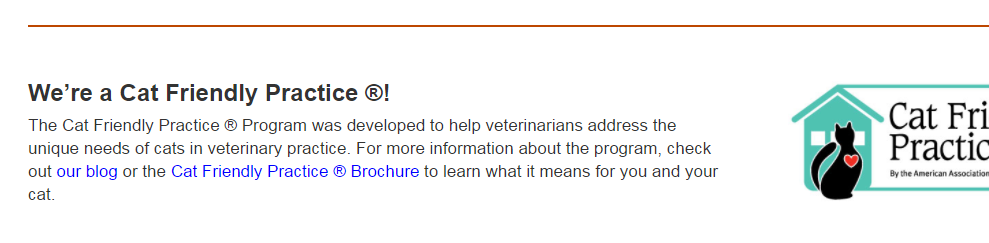 We're a Cat Friendly Practice ®!
The Cat Friendly Practice ® Program was developed to help veterinarians address the
unique needs of cats in veterinary practice. For more information about the program, check
out our blog or the Cat Friendly Practice ® Brochure to learn what it means for you and your
cat.
Cat Fri
Practic
By the American Association